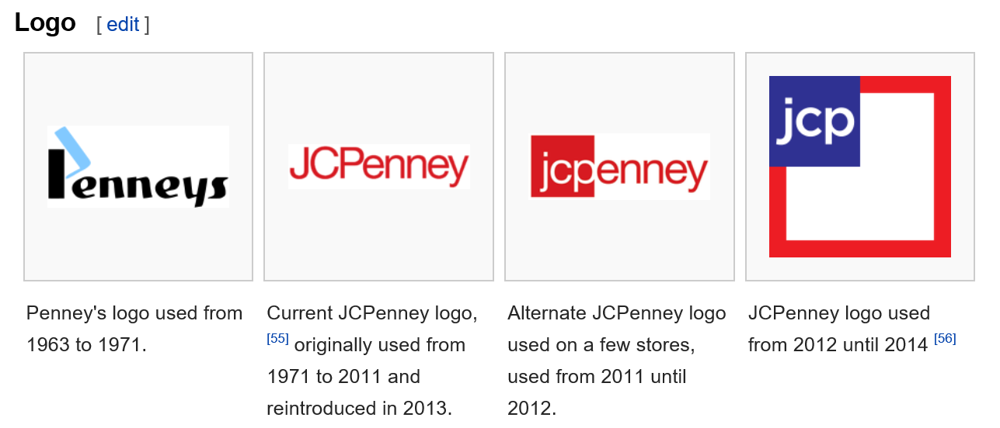 Logo [ edit ]
Penneys
JCPenney
jcpenney
jcp
Penney's logo used from
1963 to 1971.
Current JCPenney logo,
[55] originally used from
1971 to 2011 and
reintroduced in 2013.
Alternate JCPenney logo
used on a few stores,
used from 2011 until
2012.
JCPenney logo used
from 2012 until 2014 [56]